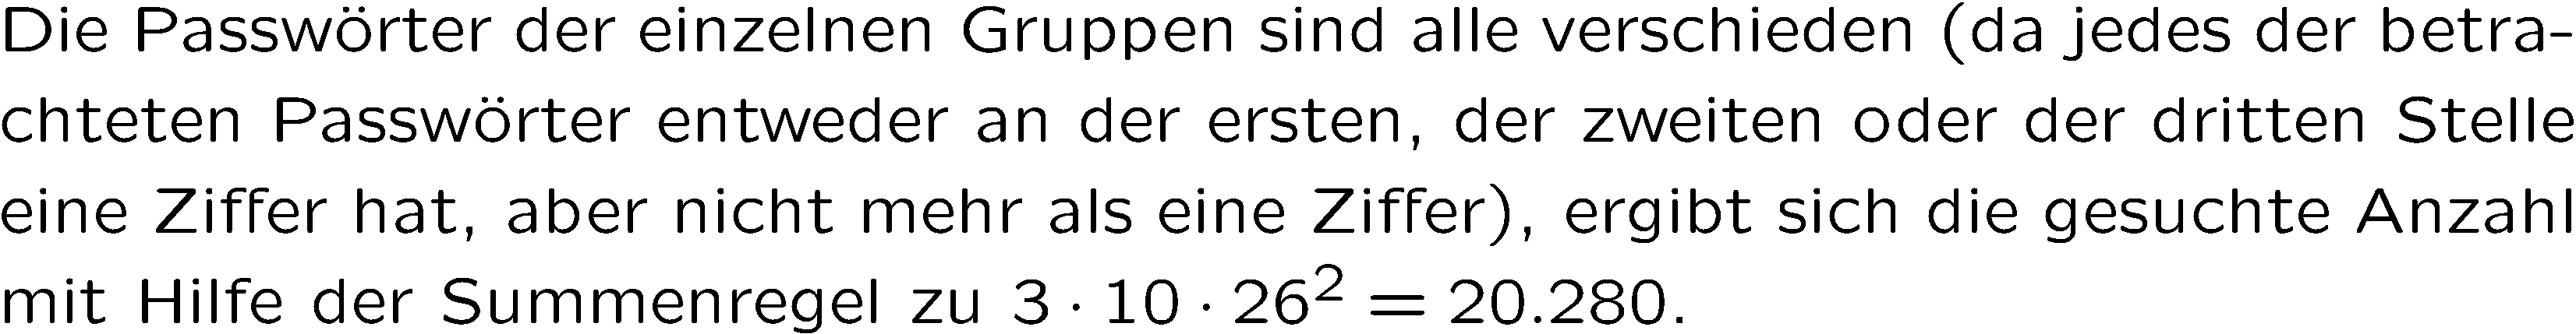 Die Passwörter der einzelnen Gruppen sind alle verschieden (da jedes der betra-
chteten Passwörter entweder an der ersten, der zweiten oder der dritten Stelle
eine Ziffer hat, aber nicht mehr als eine Ziffer), ergibt sich die gesuchte Anzahl
mit Hilfe der Summenregel zu 3 · 10 · 26² = 20.280.